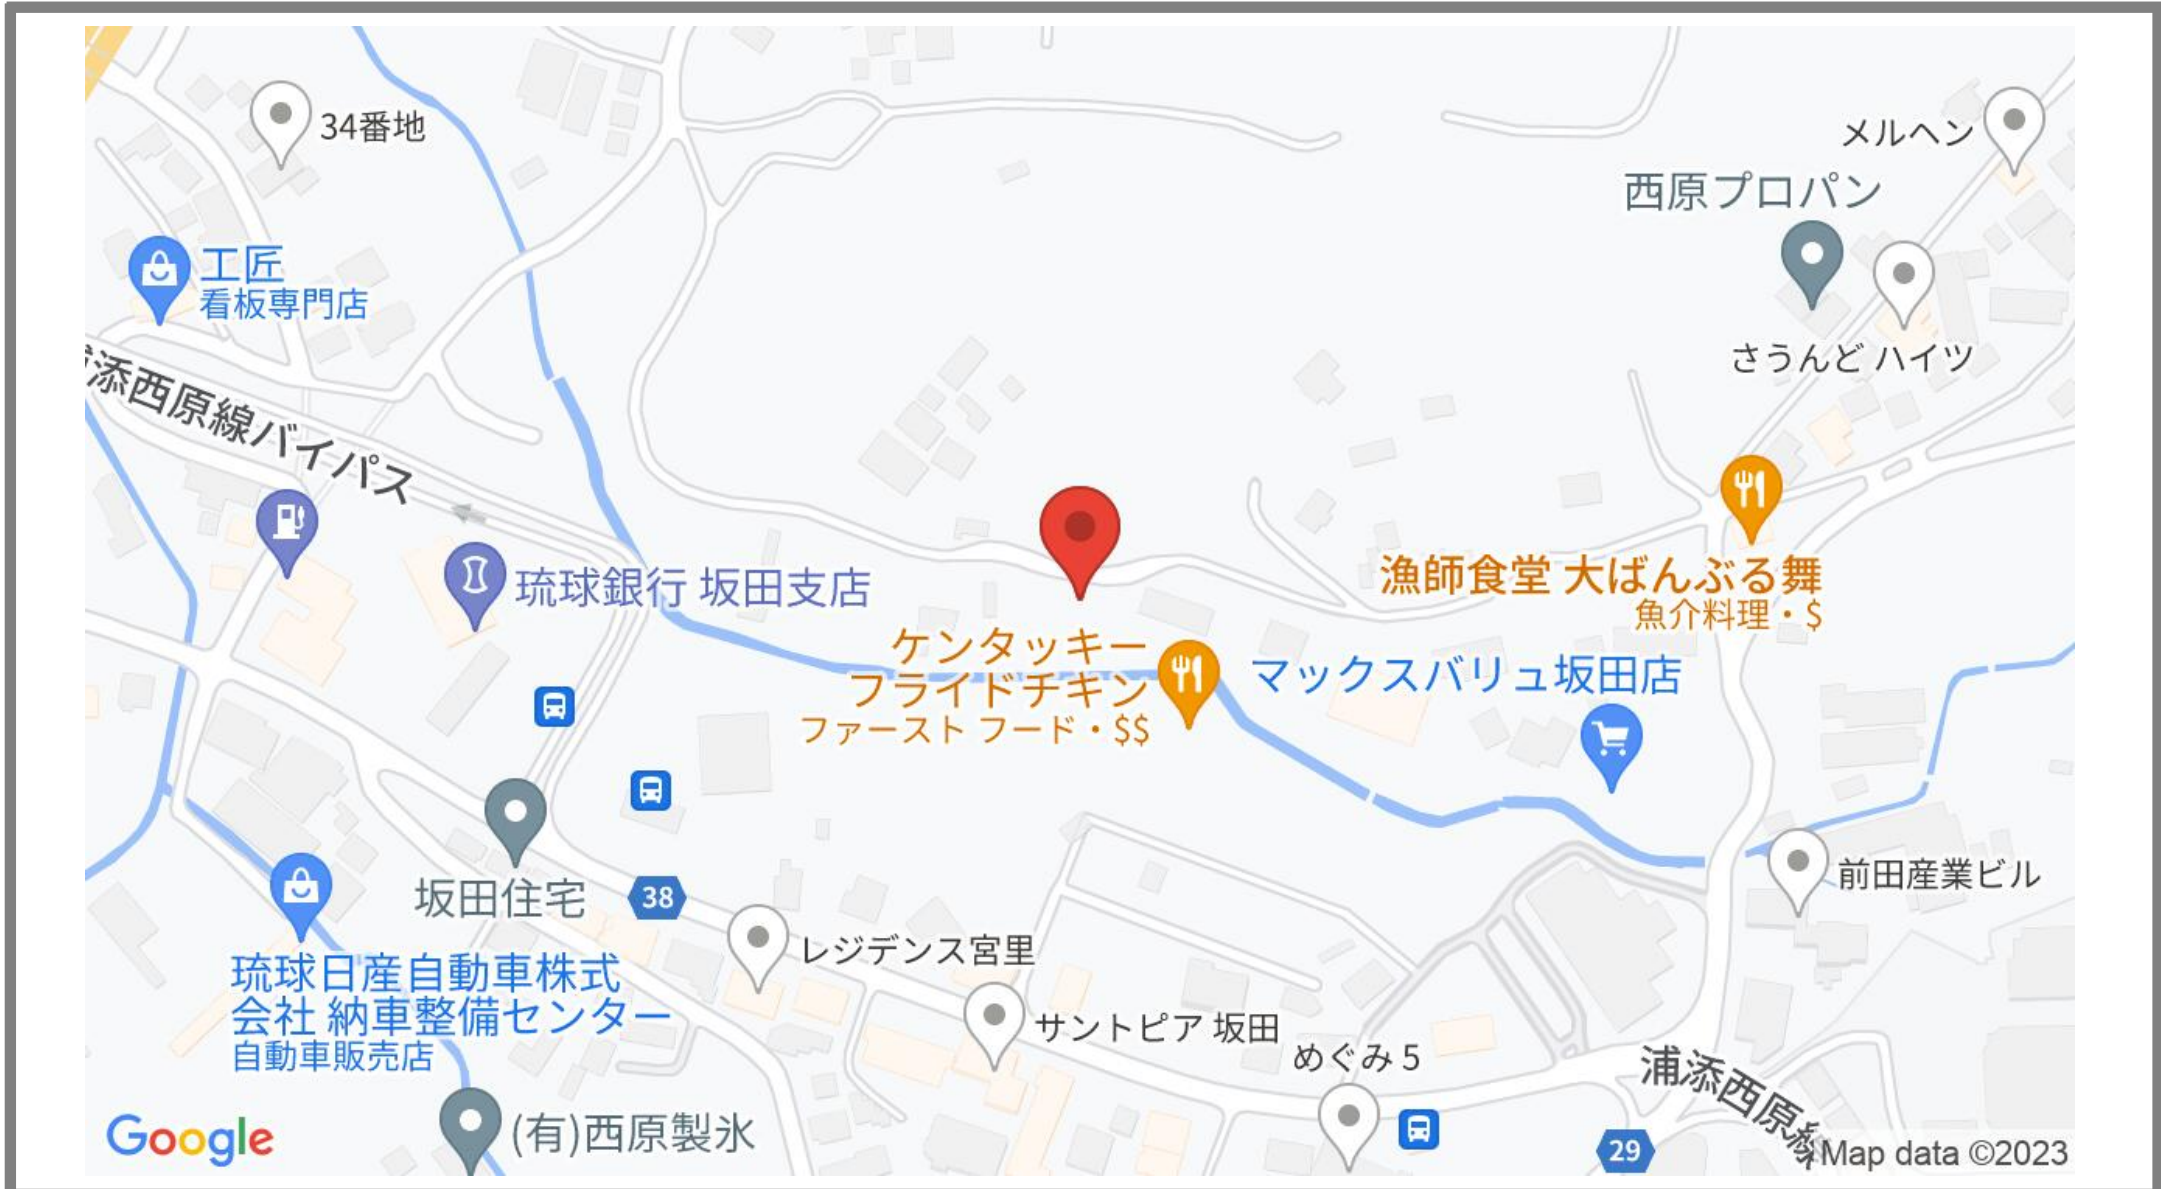 34番地
メルヘン
西原プロパン
工匠
看板専門店
さうんど ハイツ
添西原線バイパス
琉球銀行 坂田支店
漁師食堂 大ばんぶる舞
魚介料理・$
ケンタッキー
フライドチキン
ファースト フード・$$
マックスバリュ坂田店
坂田住宅
38
前田産業ビル
レジデンス宮里
琉球日産自動車株式
会社 納車整備センター
自動車販売店
サントピア 坂田
めぐみ 5
浦添西原線
(有)西原製氷
29
Google
Map data ©2023